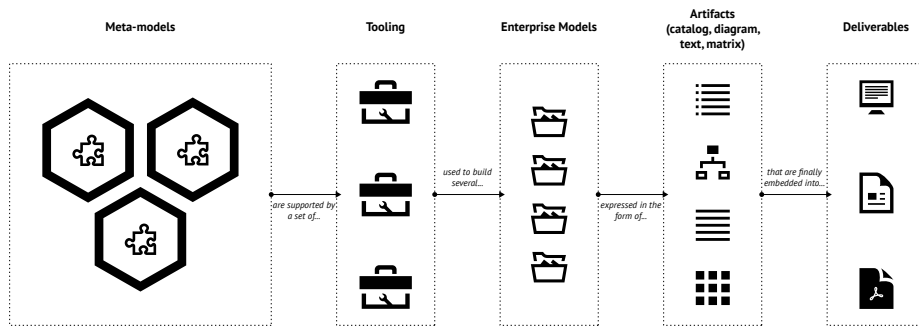 Meta-models
Tooling
Enterprise Models
Artifacts
(catalog, diagram,
text, matrix)
Deliverables
are supported by
a set of...
used to build
several...
expressed in the
form of...
that are finally
embedded into...